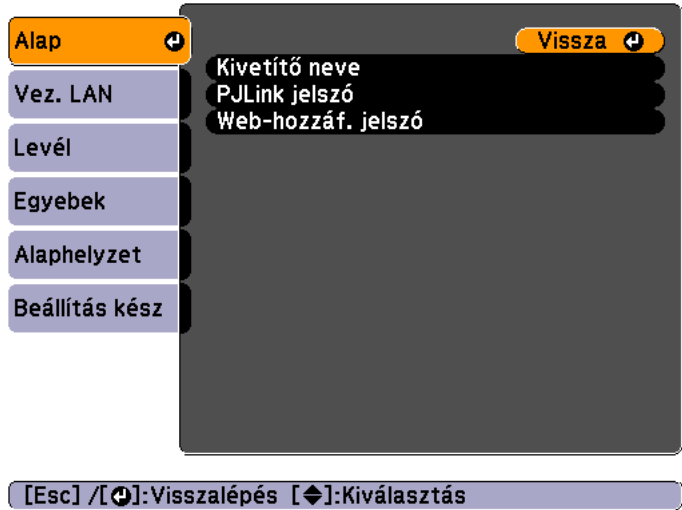 Alap
Vez. LAN
Levél
Egyebek
Alaphelyzet
Beállítás kész
Vissza
Kivetítő neve
PJLink jelszó
Web-hozzáf. jelszó
[Esc] /[⏎]:Visszalépés [◆]:Kiválasztás